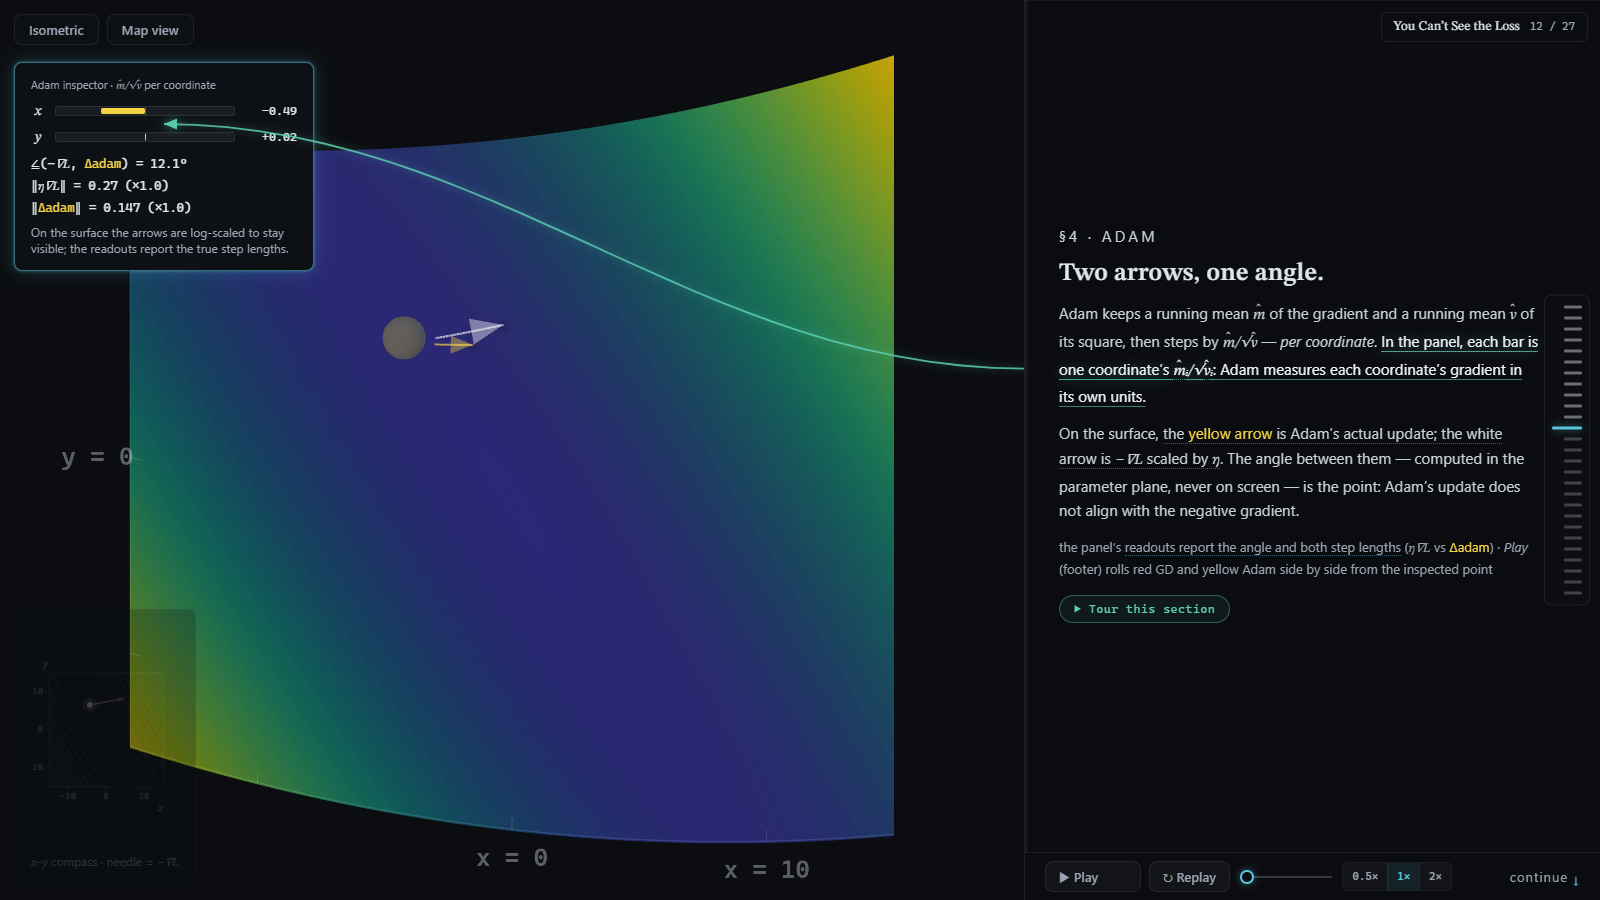 Isometric
Map view
Adam inspector · m̂/√v̂ per coordinate
x −0.49
y +0.02
∠(−∇L, Δadam) = 12.1°
‖η∇L‖ = 0.27 (×1.0)
‖Δadam‖ = 0.147 (×1.0)
On the surface the arrows are log-scaled to stay
visible; the readouts report the true step lengths.
y = 0
x = 0
x = 10
y
10
0
-10
−10 0 10
x
x–y compass · needle = −∇L
You Can't See the Loss 12 / 27
§4 · ADAM
Two arrows, one angle.
Adam keeps a running mean m̂ of the gradient and a running mean v̂ of
its square, then steps by m̂/√v̂ — per coordinate. In the panel, each bar is
one coordinate's m̂ᵢ/√v̂ᵢ: Adam measures each coordinate's gradient in
its own units.
On the surface, the yellow arrow is Adam's actual update; the white
arrow is −∇L scaled by η. The angle between them — computed in the
parameter plane, never on screen — is the point: Adam's update does
not align with the negative gradient.
the panel's readouts report the angle and both step lengths (η∇L vs Δadam) · Play
(footer) rolls red GD and yellow Adam side by side from the inspected point
▶ Tour this section
▶ Play
↻ Replay
0.5× 1× 2×
continue ↓